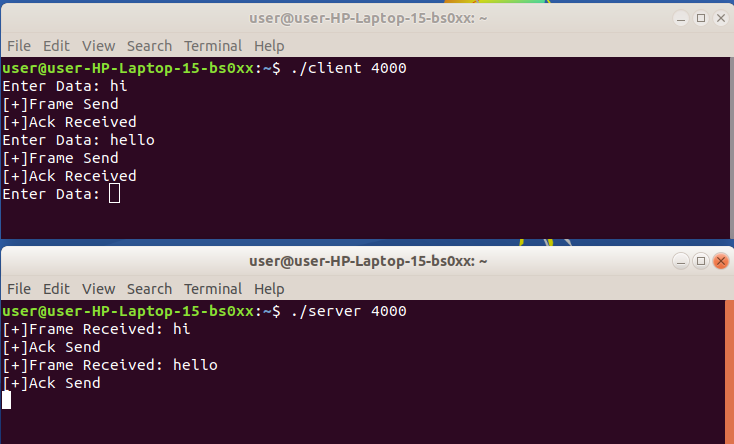 user@user-HP-Laptop-15-bs0xx: ~
File Edit View Search Terminal Help
user@user-HP-Laptop-15-bs0xx:~$ ./client 4000
Enter Data: hi
[+]Frame Send
[+]Ack Received
Enter Data: hello
[+]Frame Send
[+]Ack Received
Enter Data:
user@user-HP-Laptop-15-bs0xx: ~
File Edit View Search Terminal Help
user@user-HP-Laptop-15-bs0xx:~$ ./server 4000
[+]Frame Received: hi
[+]Ack Send
[+]Frame Received: hello
[+]Ack Send